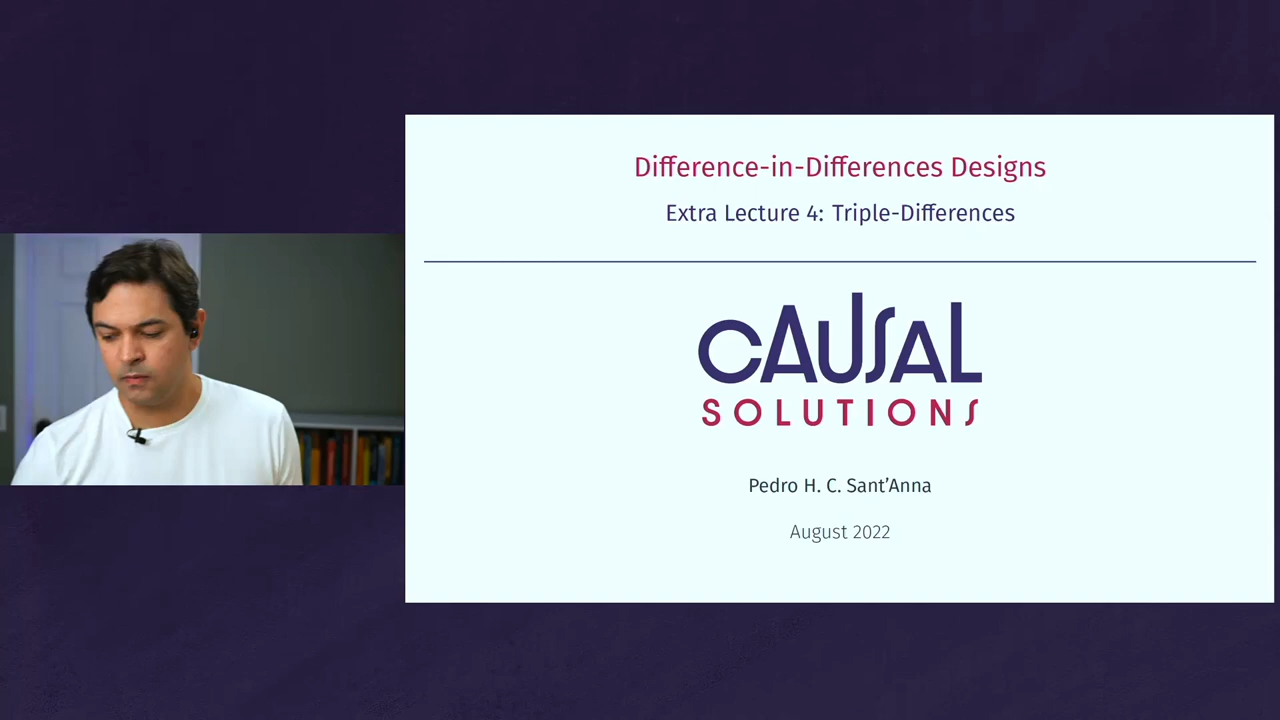 Difference-in-Differences Designs
Extra Lecture 4: Triple-Differences
CAUSAL
SOLUTIONS
Pedro H. C. Sant'Anna
August 2022